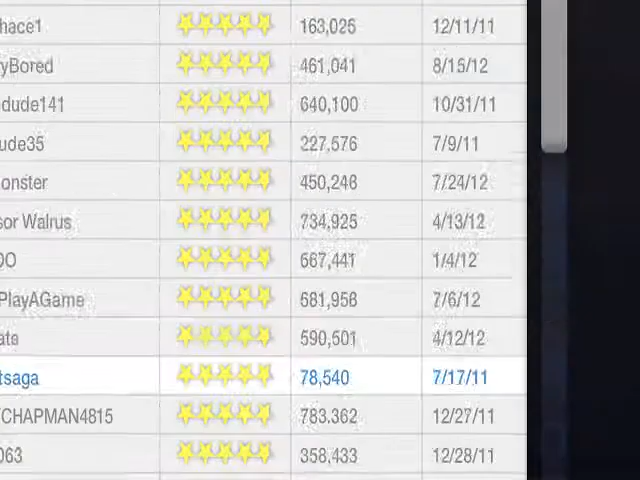 hace1 163,025 12/11/11
yBored 461,041 8/15/12
dude141 640,100 10/31/11
ude35 227,576 7/9/11
onster 450,246 7/24/12
sor Walrus 734,925 4/13/12
OO 667,441 1/4/12
PlayAGame 681,958 7/6/12
ata 590,501 4/12/12
tsaga 78,540 7/17/11
CHAPMAN4815 783,362 12/27/11
063 358,433 12/28/11